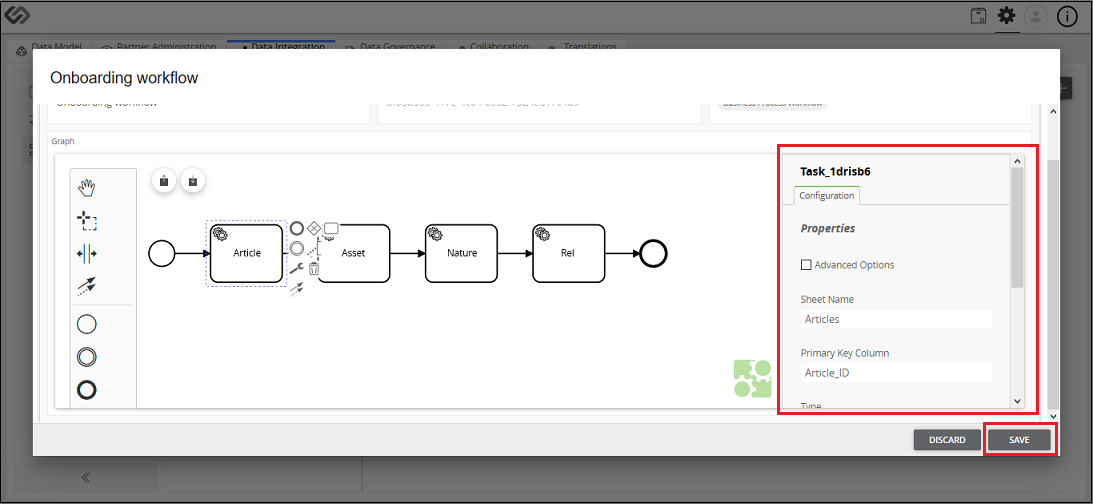 Data Model Partner Administration Data Integration Data Governance Collaboration Translations
Onboarding workflow
Onboarding workflow
Business Process Workflow
Graph
Task_1drisb6
Configuration
Properties
Advanced Options
Sheet Name
Articles
Primary Key Column
Article_ID
Type
Article Asset Nature Rel
DISCARD SAVE